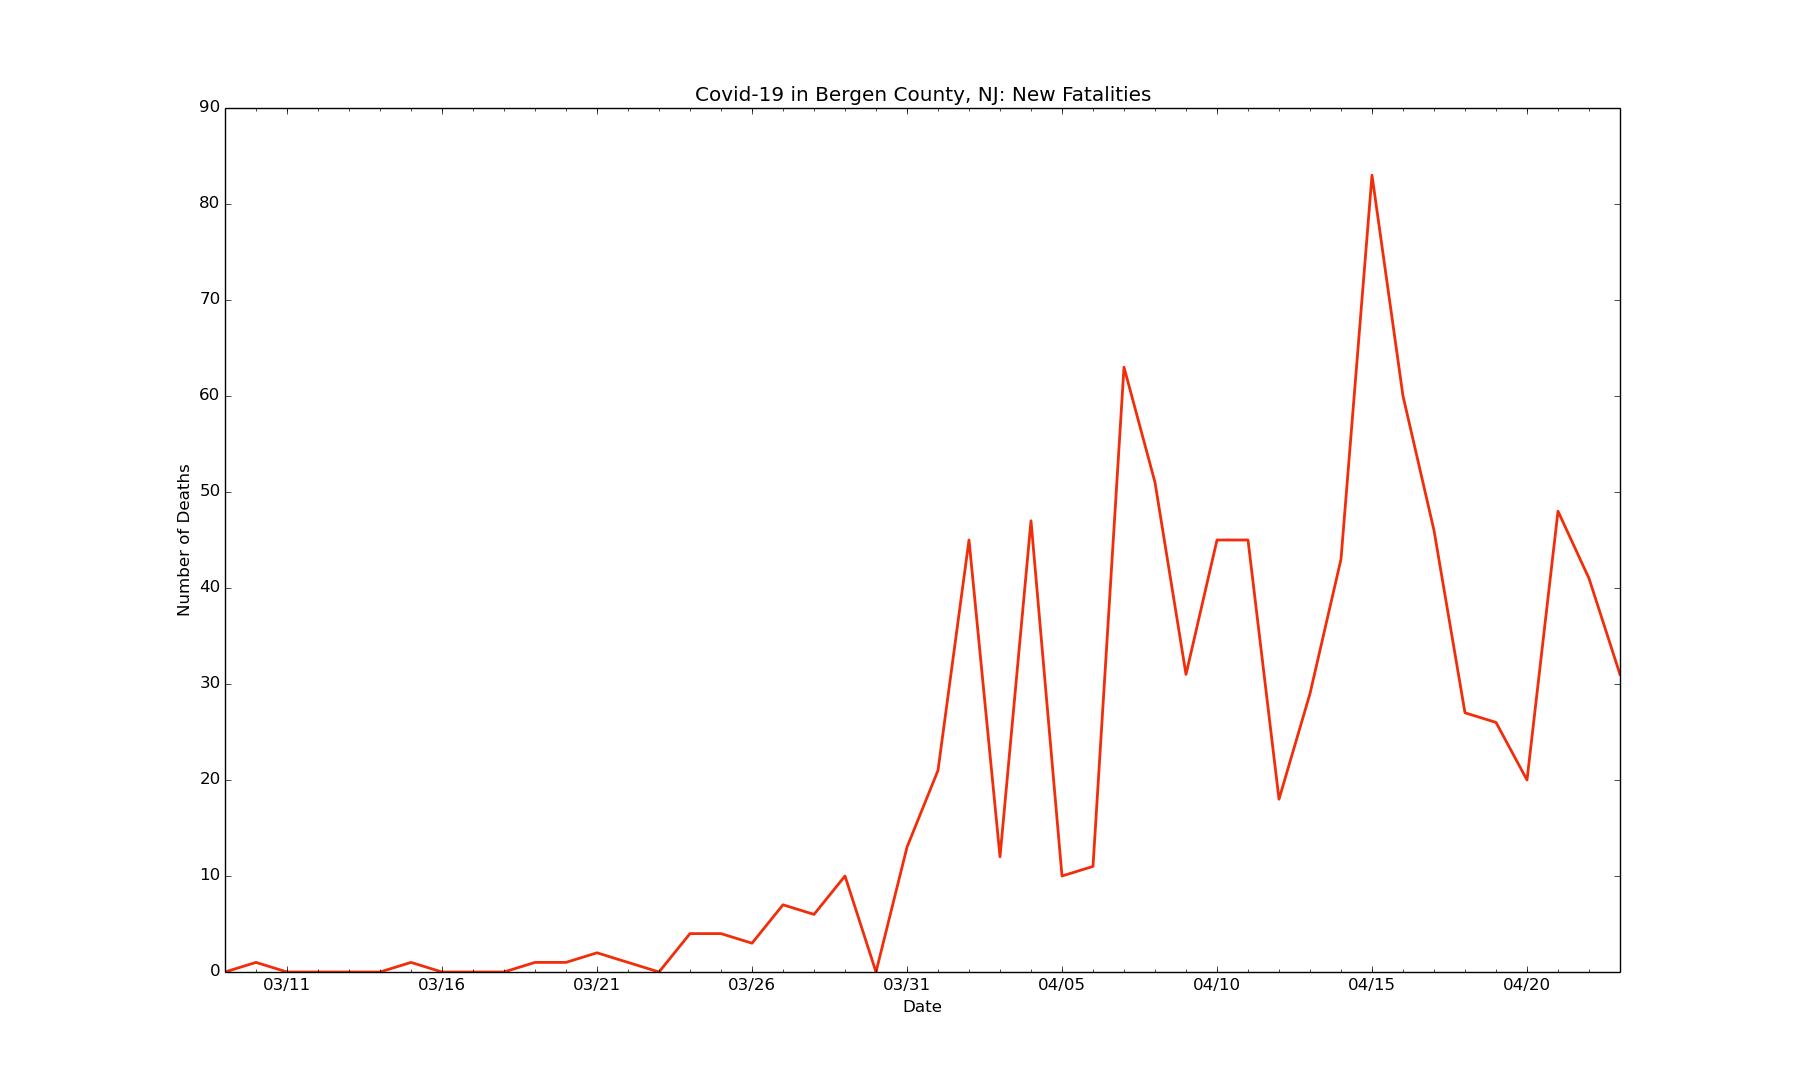 Covid-19 in Bergen County, NJ: New Fatalities
90
80
70
60
50
40
30
20
10
0
Number of Deaths
03/11 03/16 03/21 03/26 03/31 04/05 04/10 04/15 04/20
Date